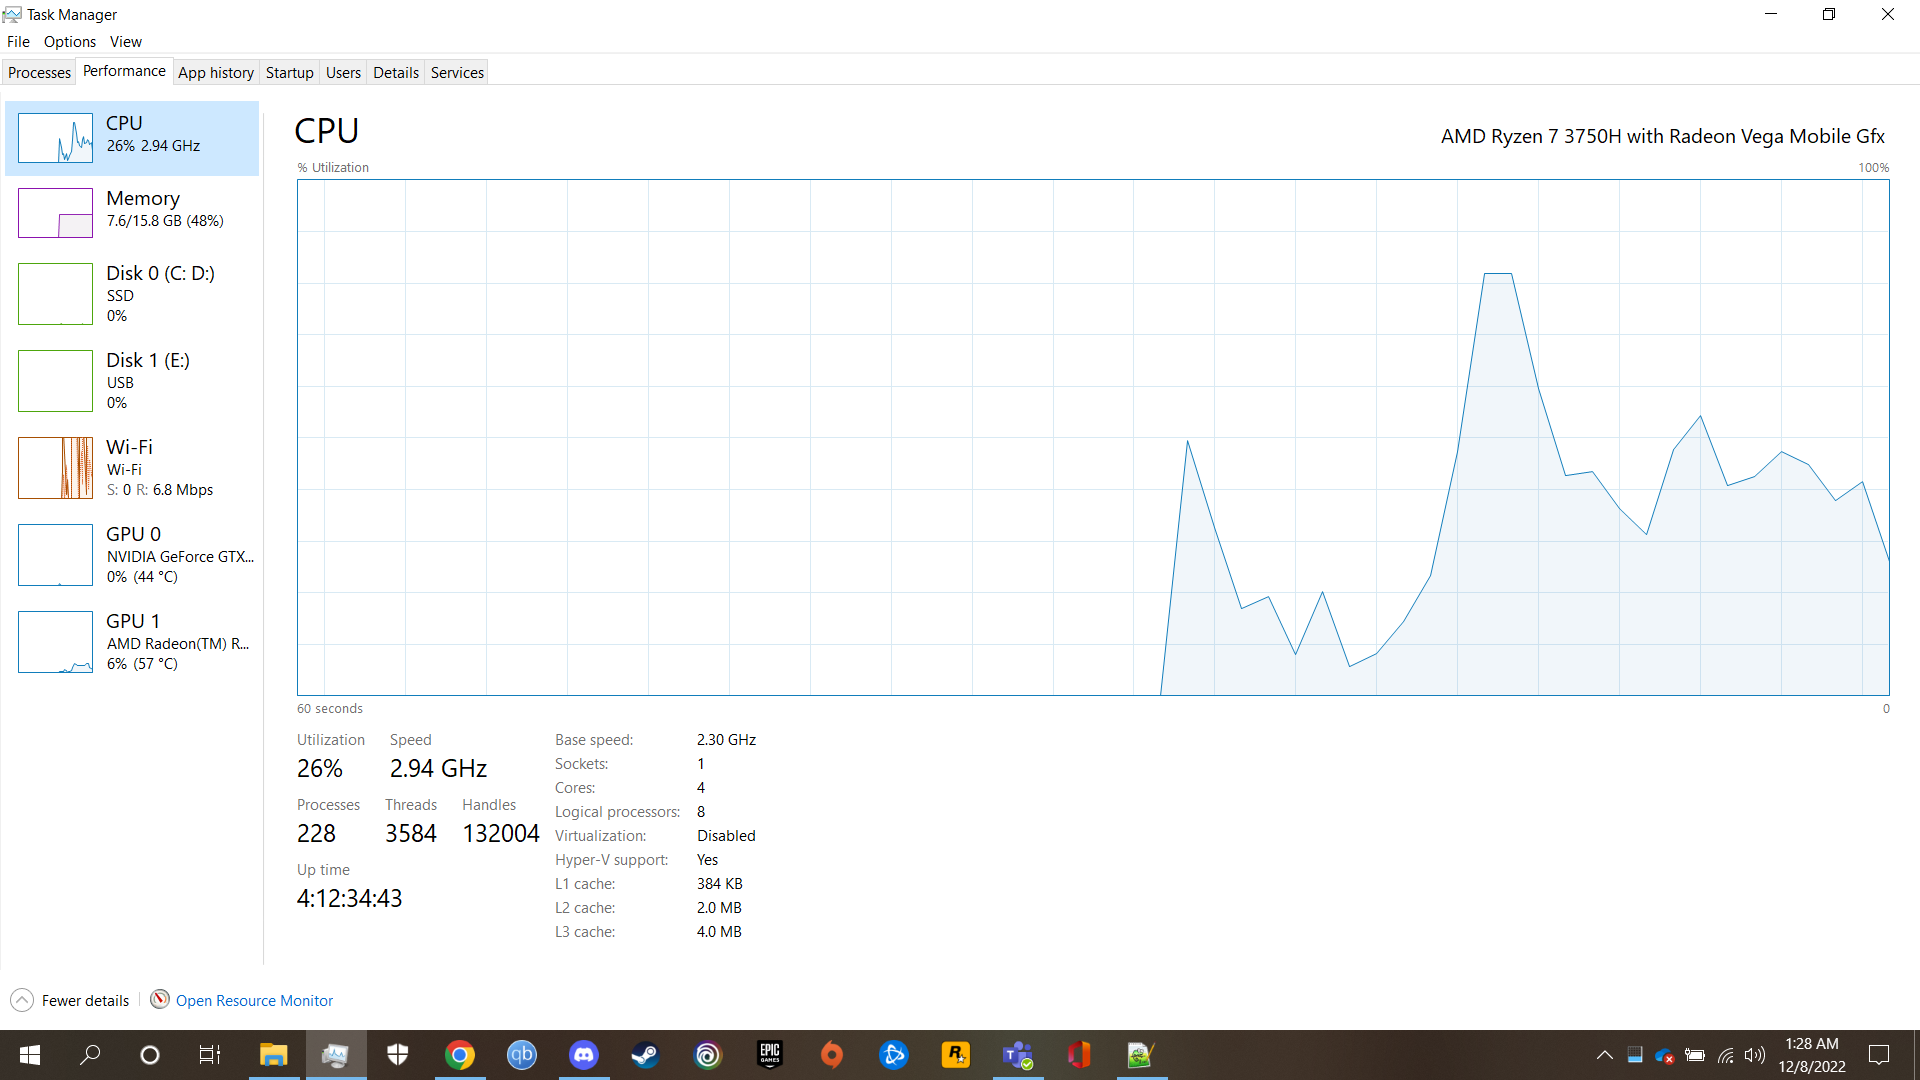 Task Manager
File Options View
Processes Performance App history Startup Users Details Services
CPU
26% 2.94 GHz
Memory
7.6/15.8 GB (48%)
Disk 0 (C: D:)
SSD
0%
Disk 1 (E:)
USB
0%
Wi-Fi
Wi-Fi
S: 0 R: 6.8 Mbps
GPU 0
NVIDIA GeForce GTX...
0% (44 °C)
GPU 1
AMD Radeon(TM) R...
6% (57 °C)
CPU
AMD Ryzen 7 3750H with Radeon Vega Mobile Gfx
% Utilization 100%
60 seconds 0
Utilization Speed
26% 2.94 GHz
Processes Threads Handles
228 3584 132004
Up time
4:12:34:43
Base speed: 2.30 GHz
Sockets: 1
Cores: 4
Logical processors: 8
Virtualization: Disabled
Hyper-V support: Yes
L1 cache: 384 KB
L2 cache: 2.0 MB
L3 cache: 4.0 MB
Fewer details Open Resource Monitor
qb
EPIC
GAMES
R
1:28 AM
12/8/2022